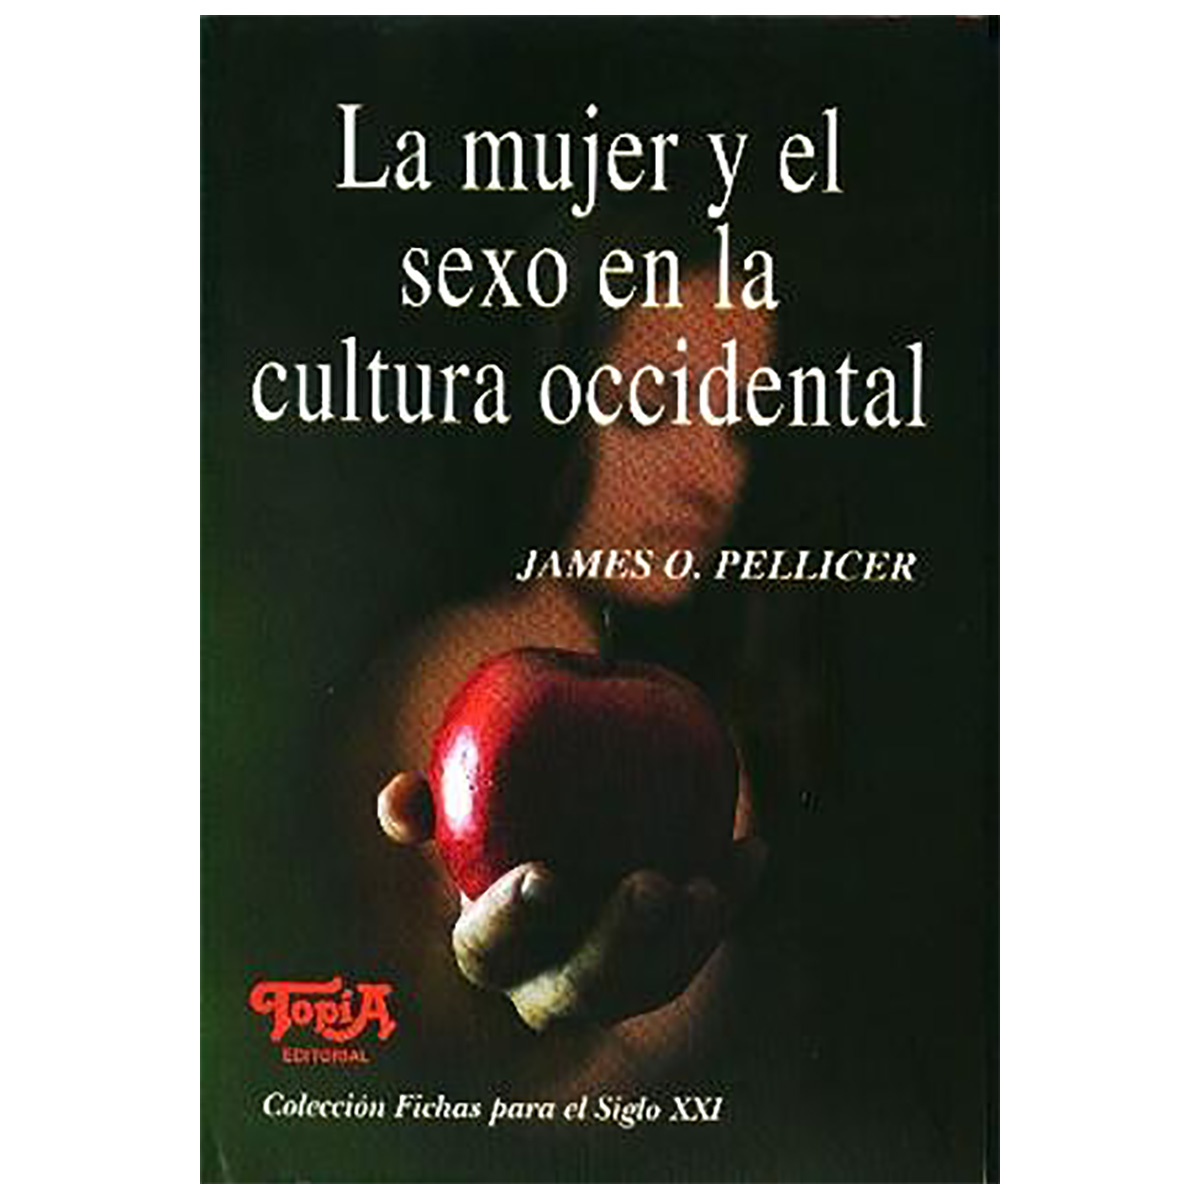 La mujer y el
sexo en la
cultura occidental
JAMES O. PELLICER
TopiA
EDITORIAL
Colección Fichas para el Siglo XXI